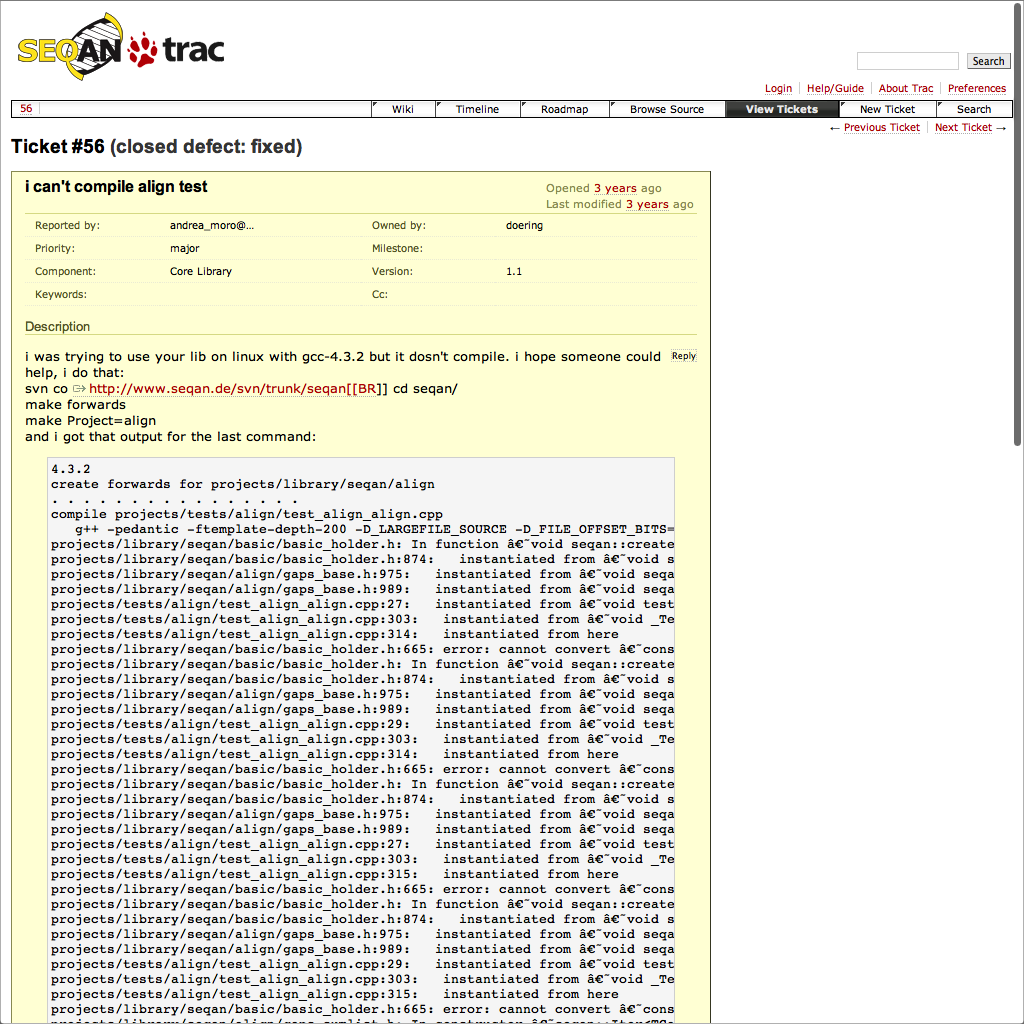 SEQAN trac
Search
Login Help/Guide About Trac Preferences
56 Wiki Timeline Roadmap Browse Source View Tickets New Ticket Search
← Previous Ticket Next Ticket →
Ticket #56 (closed defect: fixed)
i can't compile align test
Opened 3 years ago
Last modified 3 years ago
Reported by: andrea_moro@... Owned by: doering
Priority: major Milestone:
Component: Core Library Version: 1.1
Keywords: Cc:
Description
i was trying to use your lib on linux with gcc-4.3.2 but it dosn't compile. i hope someone could Reply
help, i do that:
svn co http://www.seqan.de/svn/trunk/seqan[[BR]] cd seqan/
make forwards
make Project=align
and i got that output for the last command:
4.3.2
create forwards for projects/library/seqan/align
. . . . . . . . . . . . . . . .
compile projects/tests/align/test_align_align.cpp
g++ -pedantic -ftemplate-depth-200 -D_LARGEFILE_SOURCE -D_FILE_OFFSET_BITS=
projects/library/seqan/basic/basic_holder.h: In function â€˜void seqan::create
projects/library/seqan/basic/basic_holder.h:874: instantiated from â€˜void s
projects/library/seqan/align/gaps_base.h:975: instantiated from â€˜void seqa
projects/library/seqan/align/gaps_base.h:989: instantiated from â€˜void seqa
projects/tests/align/test_align_align.cpp:27: instantiated from â€˜void test
projects/tests/align/test_align_align.cpp:303: instantiated from â€˜void _Te
projects/tests/align/test_align_align.cpp:314: instantiated from here
projects/library/seqan/basic/basic_holder.h:665: error: cannot convert â€˜cons
projects/library/seqan/basic/basic_holder.h: In function â€˜void seqan::create
projects/library/seqan/basic/basic_holder.h:874: instantiated from â€˜void s
projects/library/seqan/align/gaps_base.h:975: instantiated from â€˜void seqa
projects/library/seqan/align/gaps_base.h:989: instantiated from â€˜void seqa
projects/tests/align/test_align_align.cpp:29: instantiated from â€˜void test
projects/tests/align/test_align_align.cpp:303: instantiated from â€˜void _Te
projects/tests/align/test_align_align.cpp:314: instantiated from here
projects/library/seqan/basic/basic_holder.h:665: error: cannot convert â€˜cons
projects/library/seqan/basic/basic_holder.h: In function â€˜void seqan::create
projects/library/seqan/basic/basic_holder.h:874: instantiated from â€˜void s
projects/library/seqan/align/gaps_base.h:975: instantiated from â€˜void seqa
projects/library/seqan/align/gaps_base.h:989: instantiated from â€˜void seqa
projects/tests/align/test_align_align.cpp:27: instantiated from â€˜void test
projects/tests/align/test_align_align.cpp:303: instantiated from â€˜void _Te
projects/tests/align/test_align_align.cpp:315: instantiated from here
projects/library/seqan/basic/basic_holder.h:665: error: cannot convert â€˜cons
projects/library/seqan/basic/basic_holder.h: In function â€˜void seqan::create
projects/library/seqan/basic/basic_holder.h:874: instantiated from â€˜void s
projects/library/seqan/align/gaps_base.h:975: instantiated from â€˜void seqa
projects/library/seqan/align/gaps_base.h:989: instantiated from â€˜void seqa
projects/tests/align/test_align_align.cpp:29: instantiated from â€˜void test
projects/tests/align/test_align_align.cpp:303: instantiated from â€˜void _Te
projects/tests/align/test_align_align.cpp:315: instantiated from here
projects/library/seqan/basic/basic_holder.h:665: error: cannot convert â€˜cons